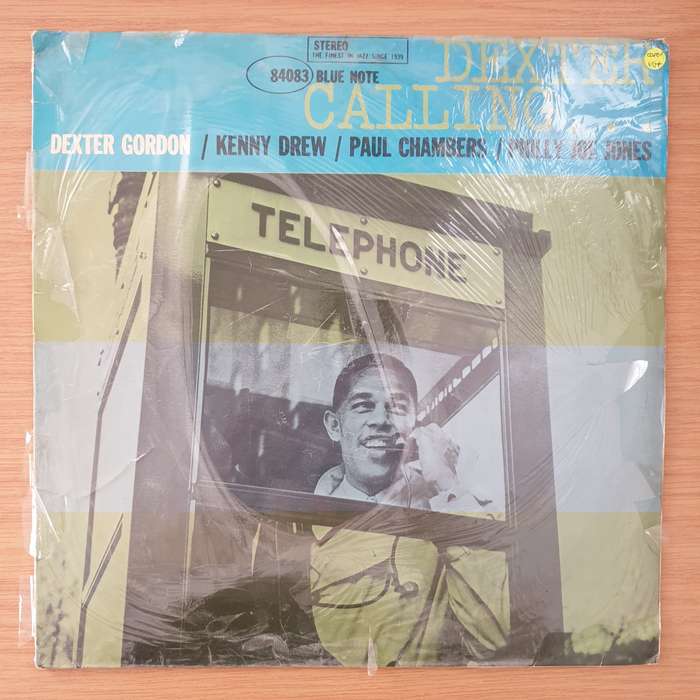 STEREO
THE FINEST IN JAZZ SINCE 1939
84083 BLUE NOTE
DEXTER
CALLING . . .
DEXTER GORDON / KENNY DREW / PAUL CHAMBERS / PHILLY JOE JONES
TELEPHONE